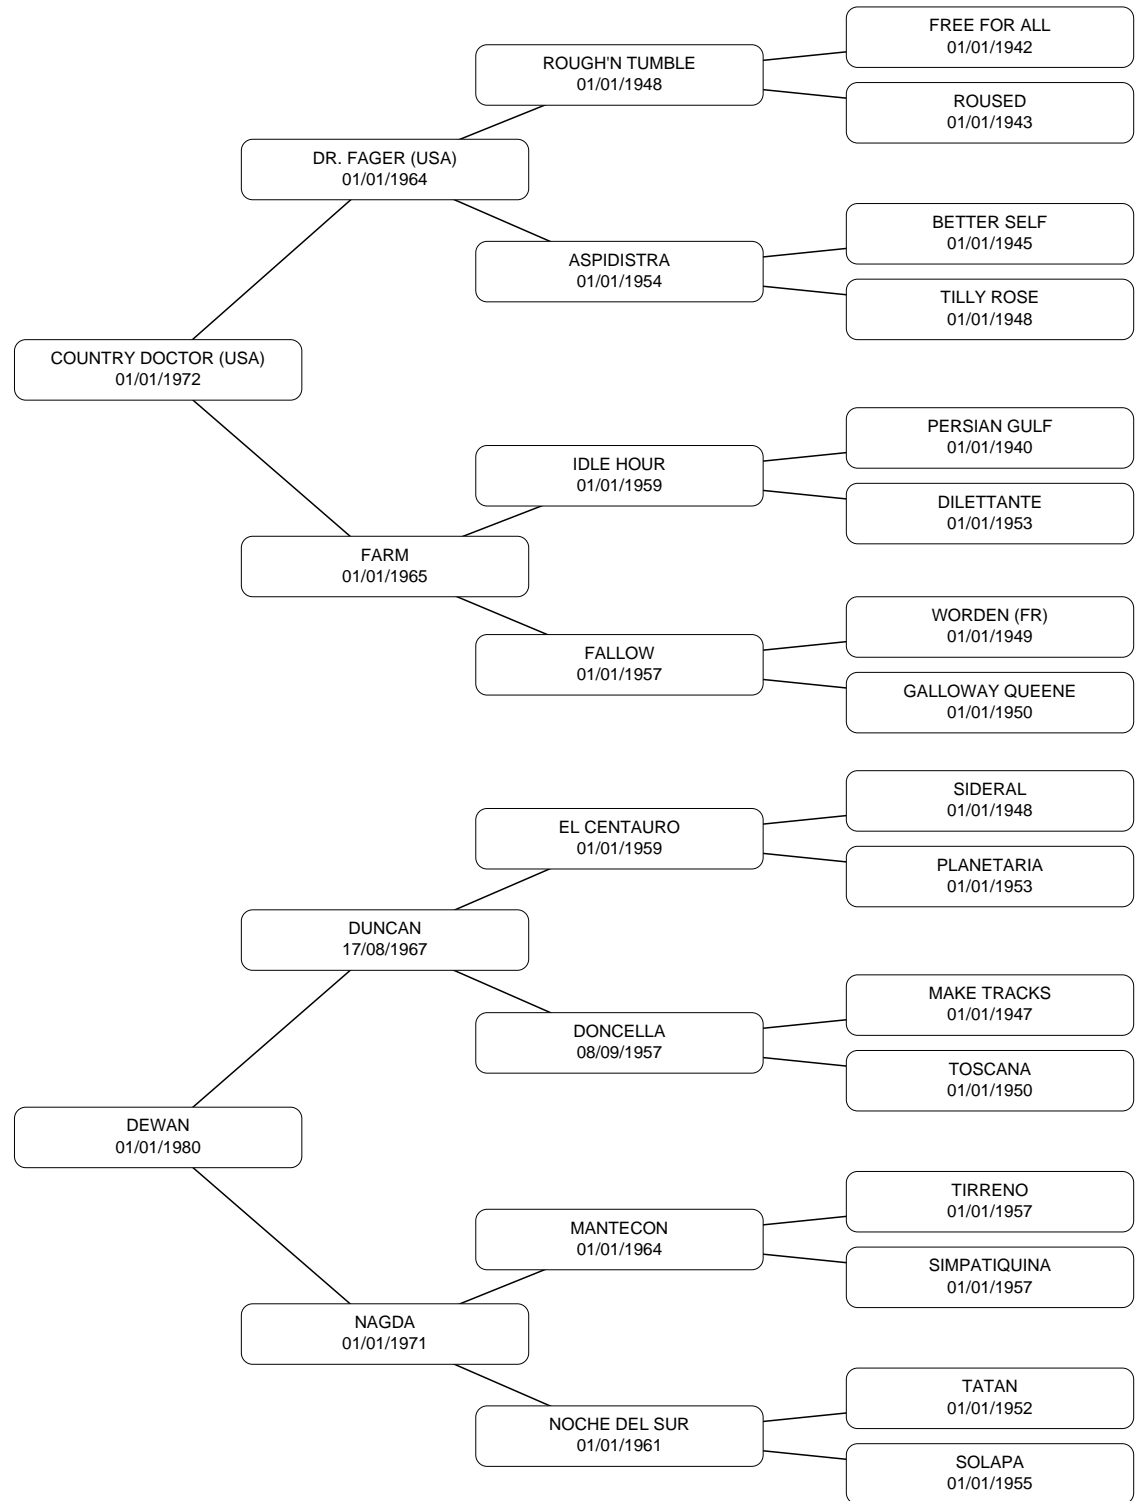 FREE FOR ALL
01/01/1942
ROUGH'N TUMBLE
01/01/1948
ROUSED
01/01/1943
DR. FAGER (USA)
01/01/1964
BETTER SELF
01/01/1945
ASPIDISTRA
01/01/1954
TILLY ROSE
01/01/1948
COUNTRY DOCTOR (USA)
01/01/1972
PERSIAN GULF
01/01/1940
IDLE HOUR
01/01/1959
DILETTANTE
01/01/1953
FARM
01/01/1965
WORDEN (FR)
01/01/1949
FALLOW
01/01/1957
GALLOWAY QUEENE
01/01/1950
SIDERAL
01/01/1948
EL CENTAURO
01/01/1959
PLANETARIA
01/01/1953
DUNCAN
17/08/1967
MAKE TRACKS
01/01/1947
DONCELLA
08/09/1957
TOSCANA
01/01/1950
DEWAN
01/01/1980
TIRRENO
01/01/1957
MANTECON
01/01/1964
SIMPATIQUINA
01/01/1957
NAGDA
01/01/1971
TATAN
01/01/1952
NOCHE DEL SUR
01/01/1961
SOLAPA
01/01/1955